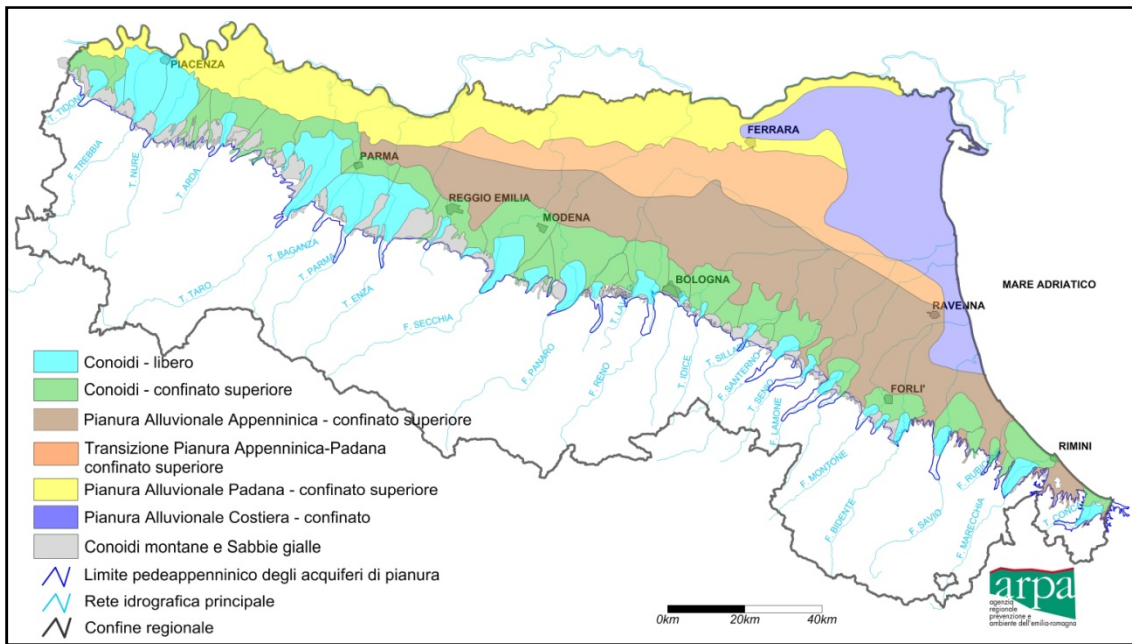 PIACENZA
T. TIDONE
F. TREBBIA
T. NURE
T. ARDA
PARMA
REGGIO EMILIA
MODENA
BOLOGNA
FERRARA
RAVENNA
FORLI'
RIMINI
MARE ADRIATICO
T. TARO
T. BAGANZA
T. PARMA
T. ENZA
F. SECCHIA
F. PANARO
F. RENO
T. IDICE
F. SANTERNO
T. SENIO
F. LAMONE
F. MONTONE
F. BIDENTE
F. SAVIO
F. MARECCHIA
T. CONCA
Conoidi - libero
Conoidi - confinato superiore
Pianura Alluvionale Appenninica - confinato superiore
Transizione Pianura Appenninica-Padana
confinato superiore
Pianura Alluvionale Padana - confinato superiore
Pianura Alluvionale Costiera - confinato
Conoidi montane e Sabbie gialle
Limite pedeappenninico degli acquiferi di pianura
Rete idrografica principale
Confine regionale
0km 20km 40km
arpa
agenzia
regionale
prevenzione e
ambiente dell'emilia-romagna